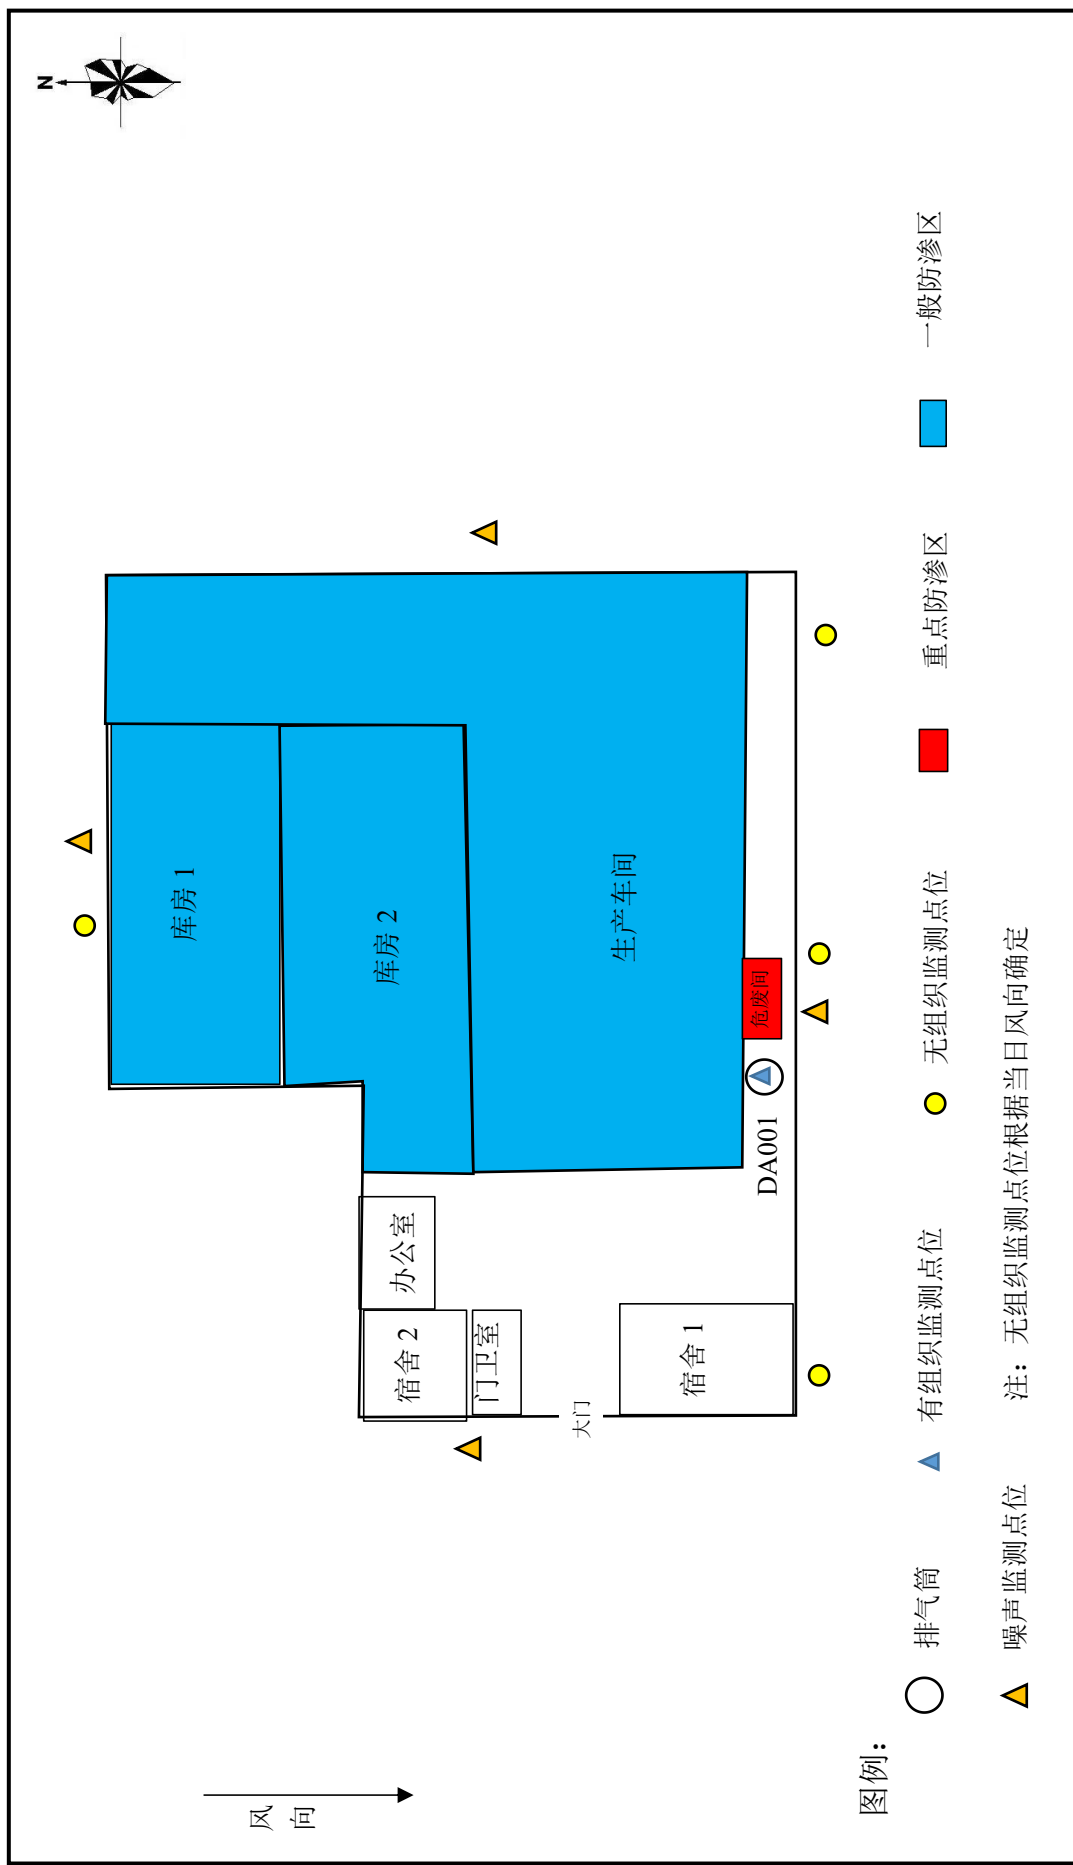 N
库房 1
库房 2
生产车间
危废间
DA001
办公室
宿舍 2
门卫室
大门
宿舍 1
风
向
图例：
排气筒
有组织监测点位
无组织监测点位
重点防渗区
一般防渗区
噪声监测点位
注：无组织监测点位根据当日风向确定